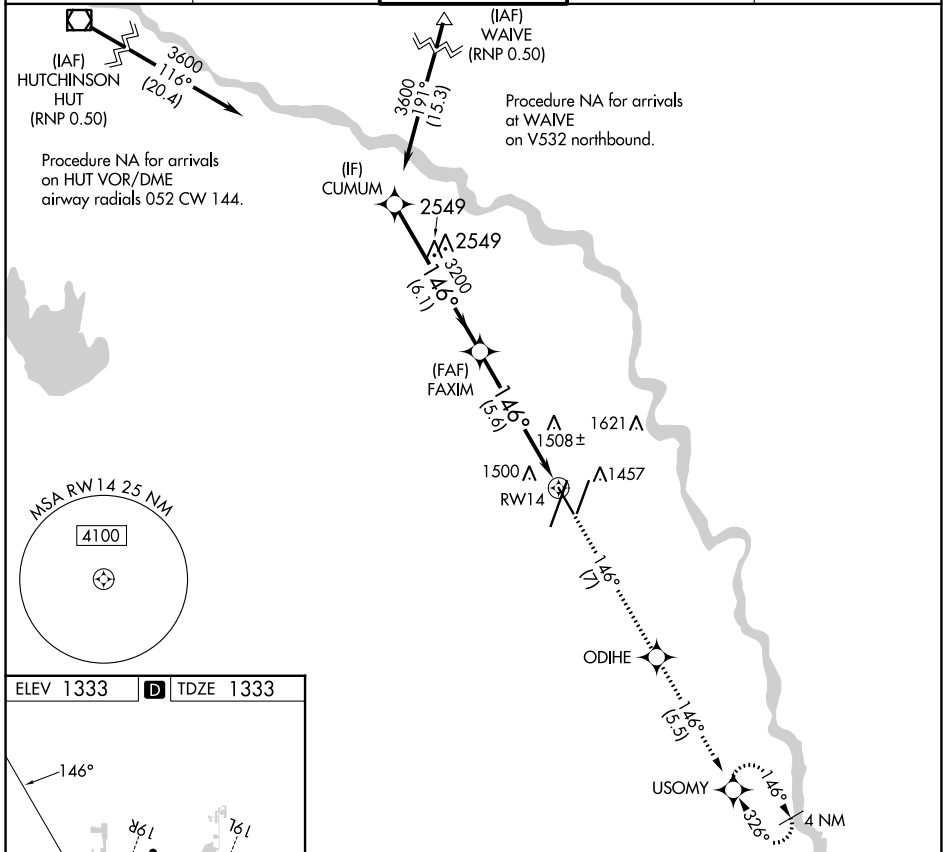 (IAF)
HUTCHINSON
HUT
(RNP 0.50)
3600
116°
(20.4)
(IAF)
WAIVE
(RNP 0.50)
3600
191°
(15.3)
Procedure NA for arrivals
at WAIVE
on V532 northbound.
Procedure NA for arrivals
on HUT VOR/DME
airway radials 052 CW 144.
(IF)
CUMUM
2549
2549
3200
146°
(6.1)
(FAF)
FAXIM
146°
(5.6)
1508±
1621
1500
1457
RW14
MSA RW14 25 NM
4100
146°
(7)
ODIHE
146°
(5.5)
USOMY
146°
326°
4 NM
ELEV 1333 D TDZE 1333
146°
19R
19L